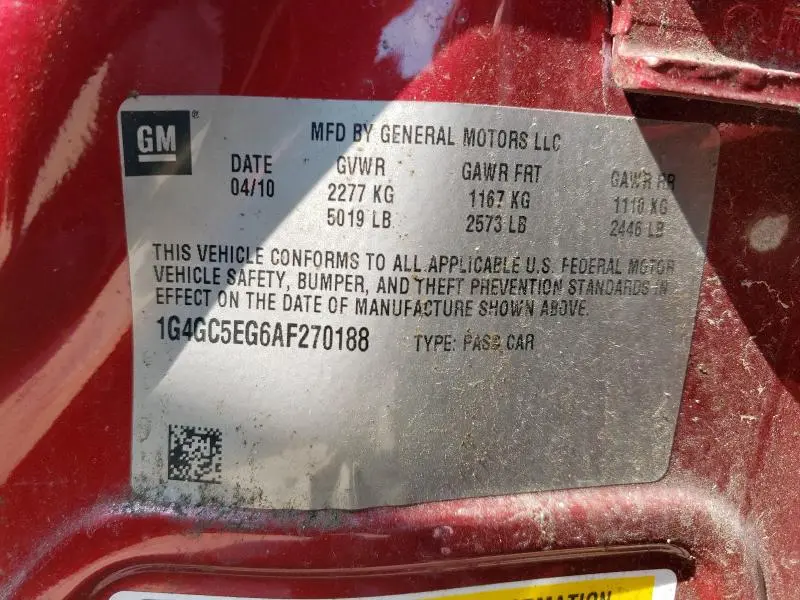 GM®
MFD BY GENERAL MOTORS LLC
DATE GVWR GAWR FRT GAWR RR
04/10 2277 KG 1167 KG 1110 KG
5019 LB 2573 LB 2446 LB
THIS VEHICLE CONFORMS TO ALL APPLICABLE U.S. FEDERAL MOTOR
VEHICLE SAFETY, BUMPER, AND THEFT PREVENTION STANDARDS IN
EFFECT ON THE DATE OF MANUFACTURE SHOWN ABOVE.
1G4GC5EG6AF270188 TYPE: PASS CAR